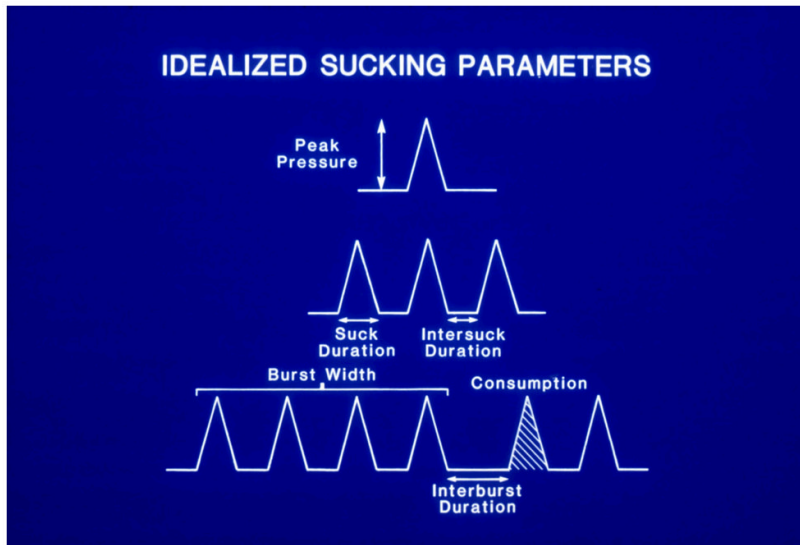 IDEALIZED SUCKING PARAMETERS
Peak
Pressure
Suck
Duration
Intersuck
Duration
Burst Width
Consumption
Interburst
Duration